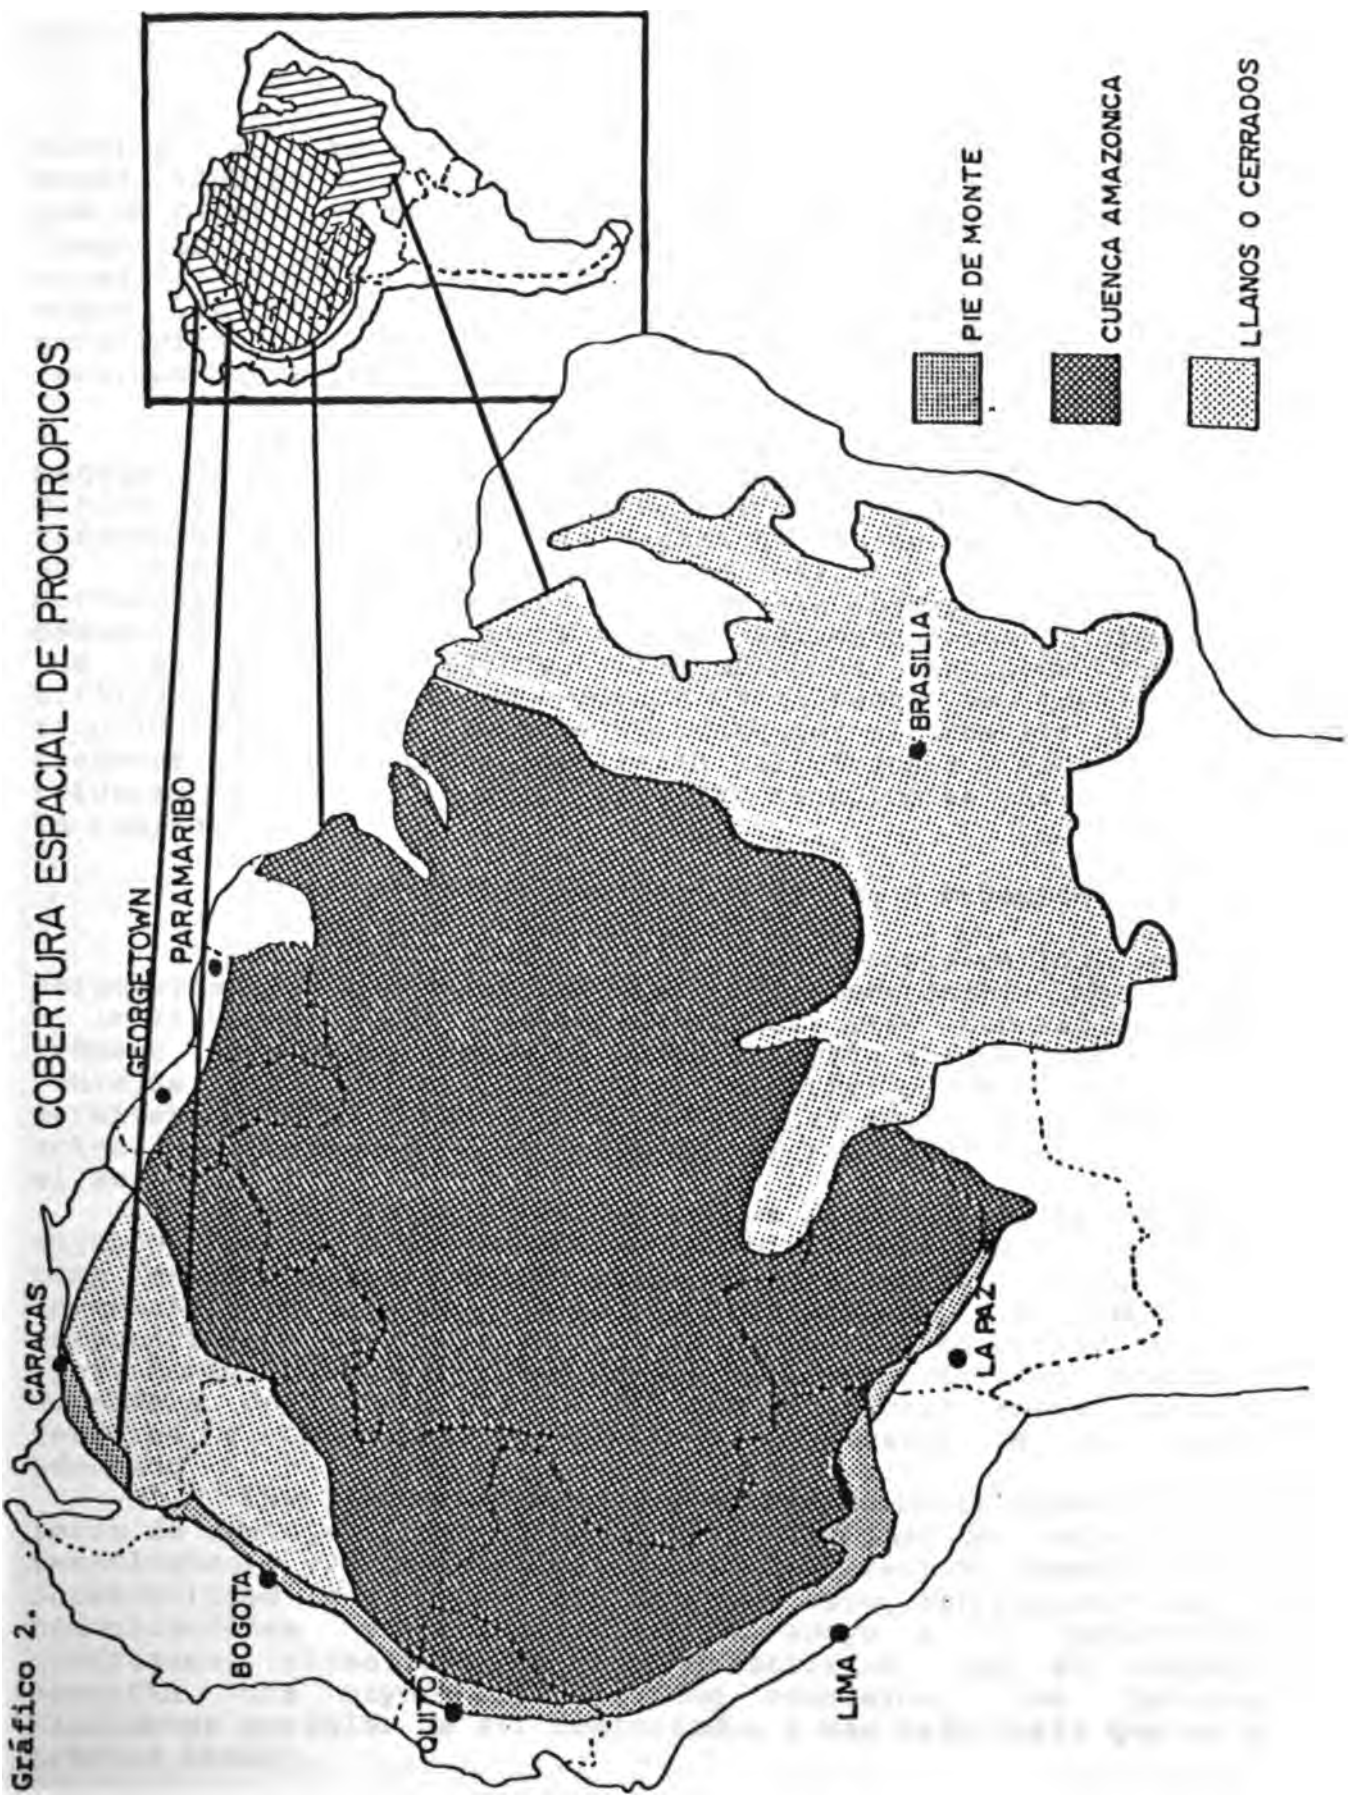 Gráfico 2.
COBERTURA ESPACIAL DE PROCITROPICOS
CARACAS
GEORGETOWN
PARAMARIBO
BOGOTA
QUITO
LIMA
LA PAZ
BRASILIA
PIE DE MONTE
CUENCA AMAZONICA
LLANOS O CERRADOS